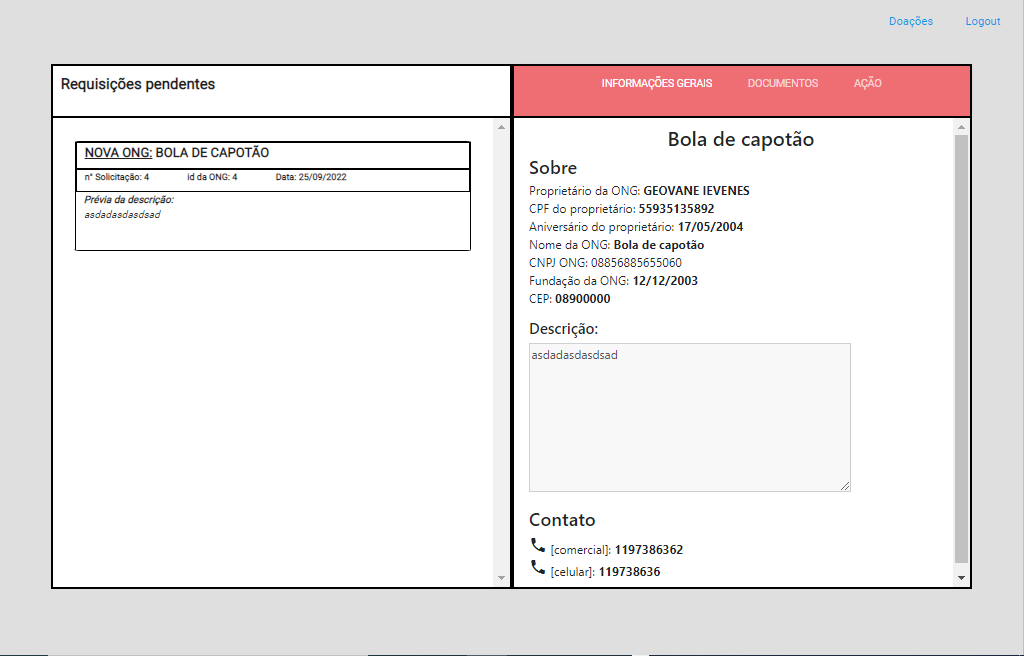 Doações Logout
Requisições pendentes
NOVA ONG: BOLA DE CAPOTÃO
n° Solicitação: 4 id da ONG: 4 Data: 25/09/2022
Prévia da descrição:
asdadasdasdsad
INFORMAÇÕES GERAIS DOCUMENTOS AÇÃO
Bola de capotão
Sobre
Proprietário da ONG: GEOVANE IEVENES
CPF do proprietário: 55935135892
Aniversário do proprietário: 17/05/2004
Nome da ONG: Bola de capotão
CNPJ ONG: 08856885655060
Fundação da ONG: 12/12/2003
CEP: 08900000
Descrição:
asdadasdasdsad
Contato
[comercial]: 1197386362
[celular]: 119738636